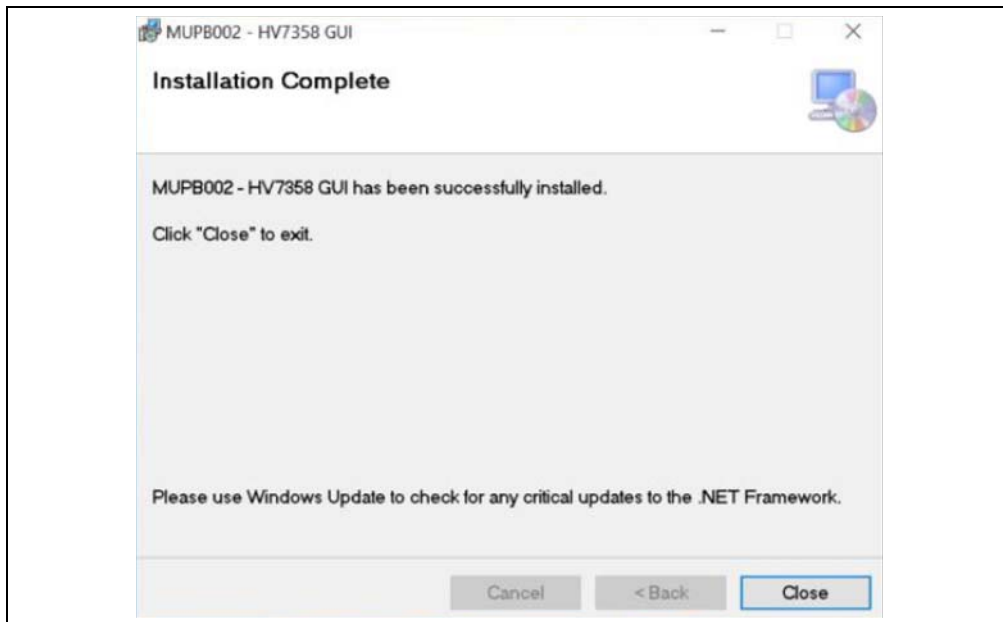 MUPB002 - HV7358 GUI
Installation Complete
MUPB002 - HV7358 GUI has been successfully installed.
Click "Close" to exit.
Please use Windows Update to check for any critical updates to the .NET Framework.
Cancel < Back Close